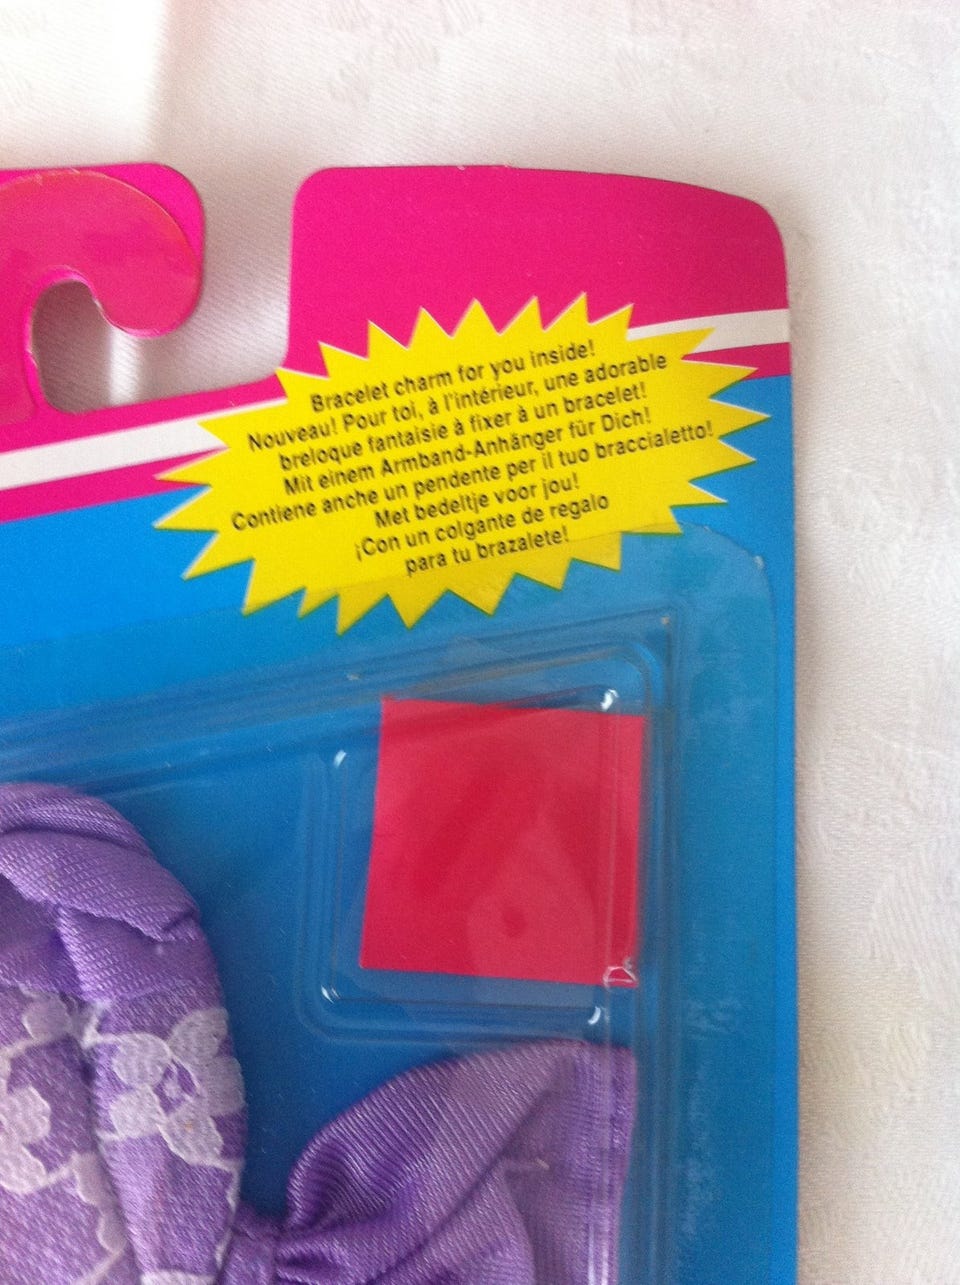 Bracelet charm for you inside!
Nouveau! Pour toi, à l'intérieur, une adorable
breloque fantaisie à fixer à un bracelet!
Mit einem Armband-Anhänger für Dich!
Contiene anche un pendente per il tuo braccialetto!
Met bedeltje voor jou!
¡Con un colgante de regalo
para tu brazalete!